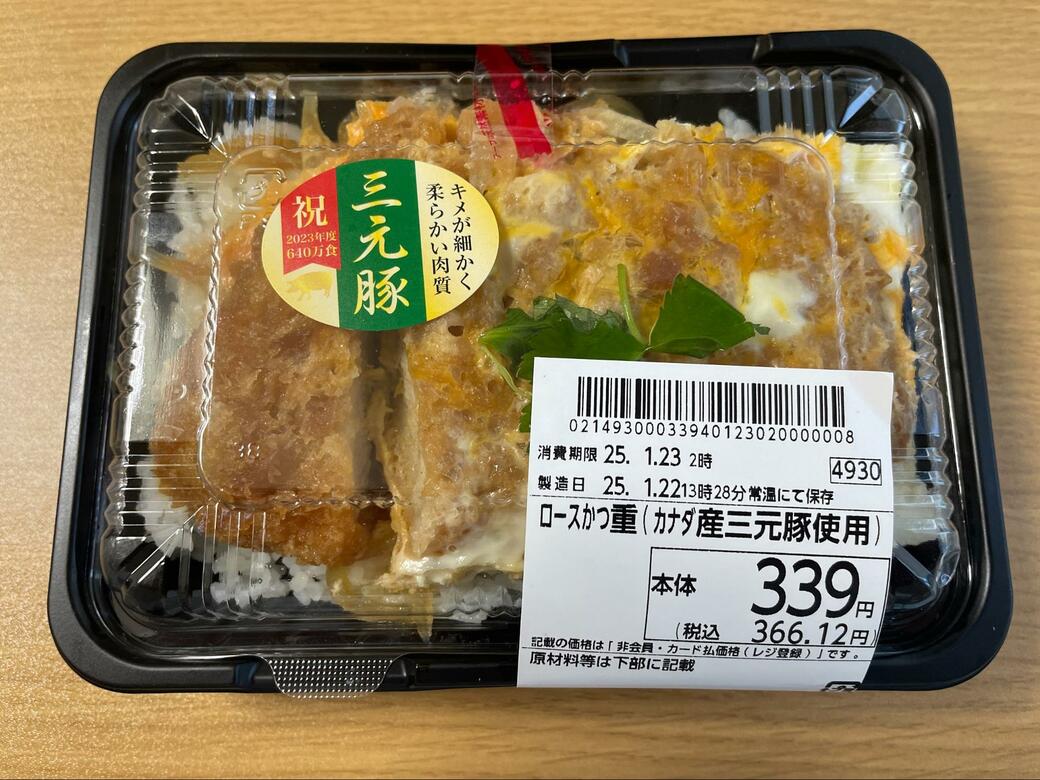 キメが細かく
柔らかい肉質
三元豚
祝
2023年度
640万食
02149300033940123020000008
消費期限 25. 1.23 2時
4930
製造日 25. 1.22 13時28分 常温にて保存
ロースかつ重(カナダ産三元豚使用)
本体 339円
(税込 366.12円)
記載の価格は「非会員・カード払価格(レジ登録)」です。
原材料等は下部に記載